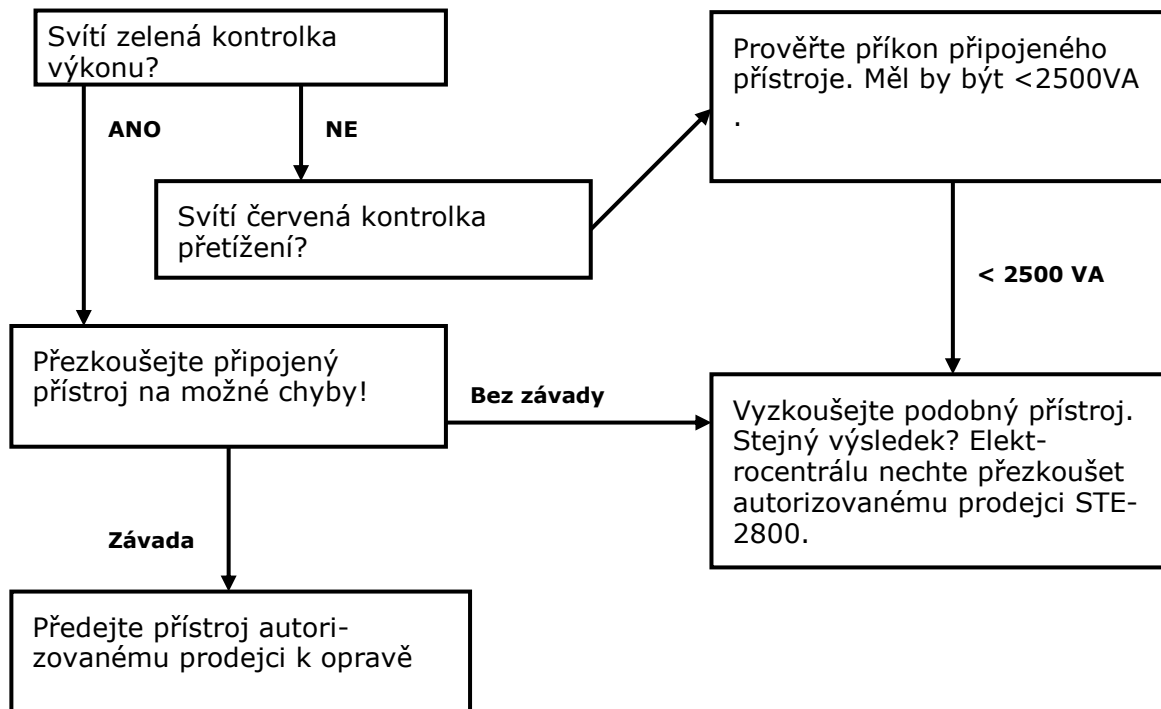 Svítí zelená kontrolka
výkonu?
Prověřte příkon připojeného
přístroje. Měl by být <2500VA
.
ANO
NE
Svítí červená kontrolka
přetížení?
< 2500 VA
Přezkoušejte připojený
přístroj na možné chyby!
Bez závady
Vyzkoušejte podobný přístroj.
Stejný výsledek? Elekt-
rocentrálu nechte přezkoušet
autorizovanému prodejci STE-
2800.
Závada
Předejte přístroj autori-
zovanému prodejci k opravě